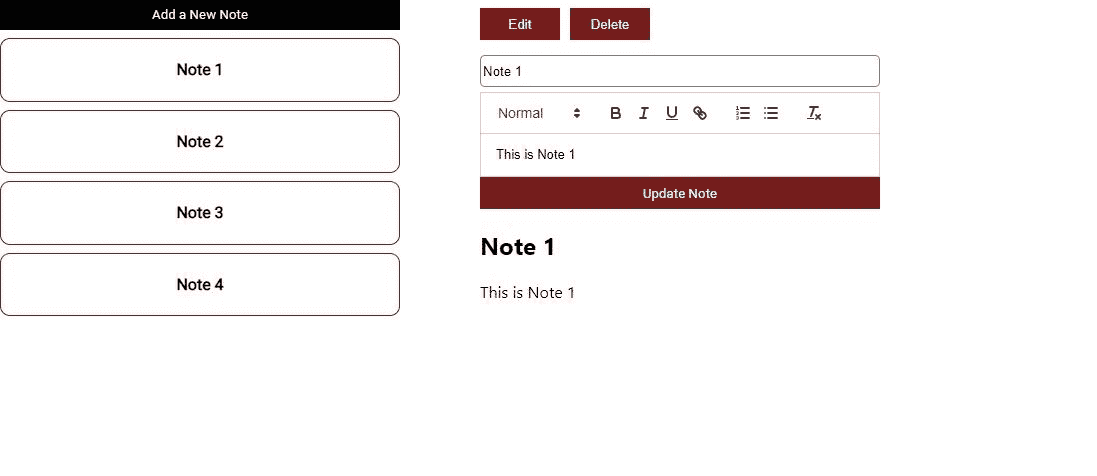 Add a New Note
Note 1
Note 2
Note 3
Note 4
Edit Delete
Note 1
Normal B I U
This is Note 1
Update Note
Note 1
This is Note 1